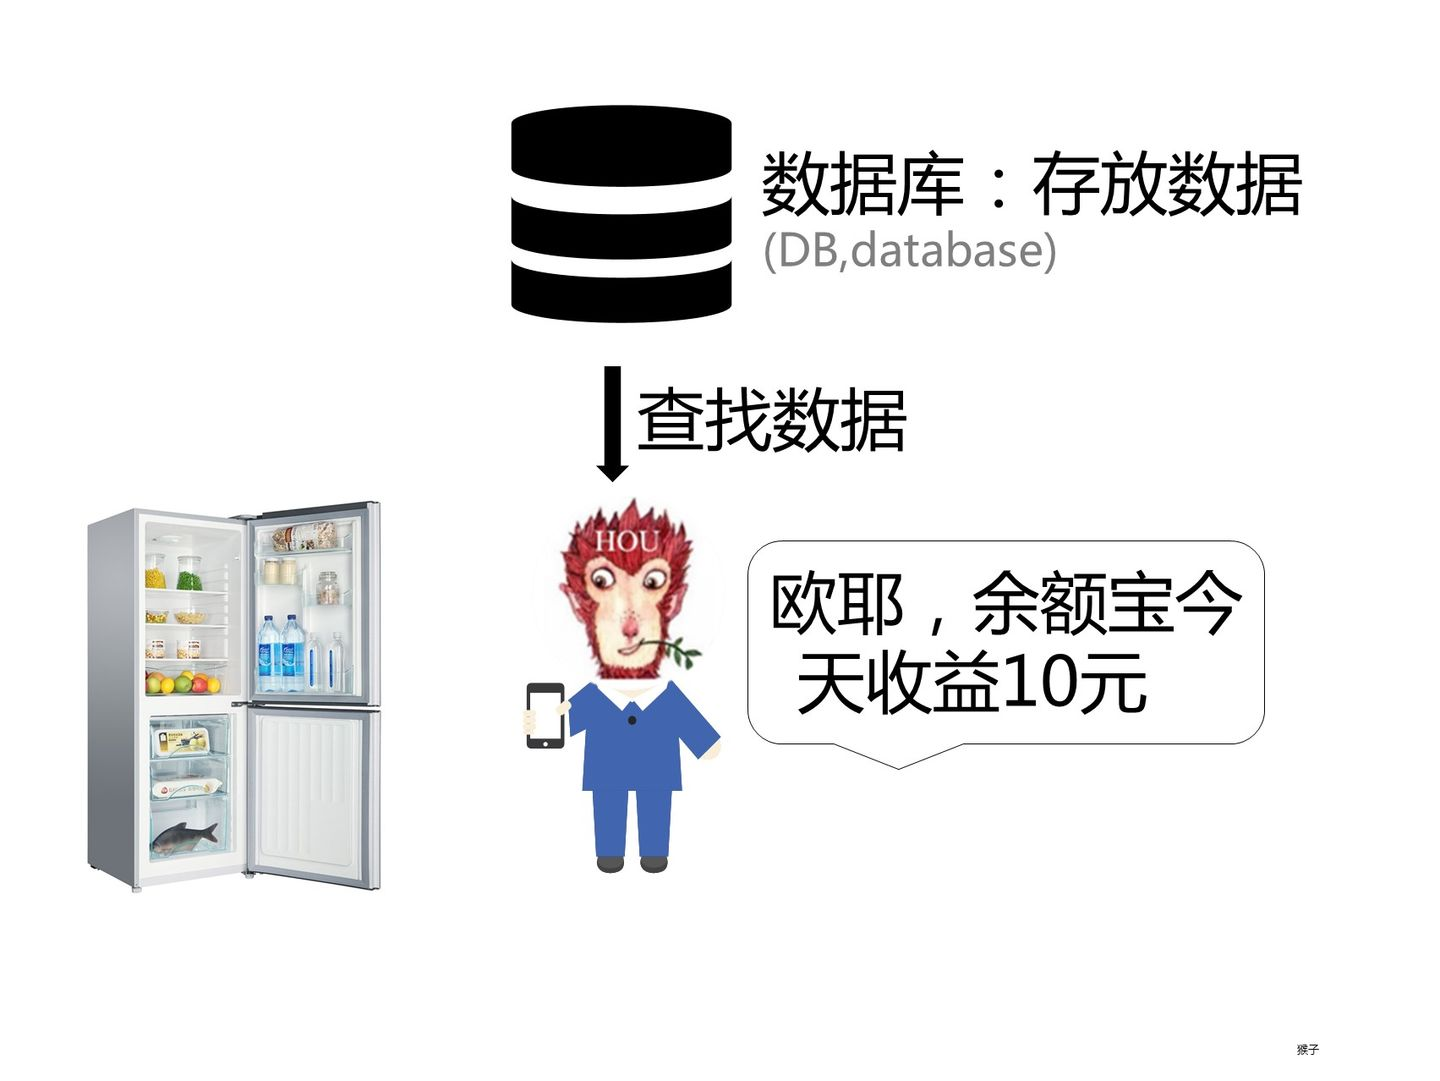 数据库：存放数据
(DB,database)
查找数据
HOU
欧耶，余额宝今
天收益10元
猴子